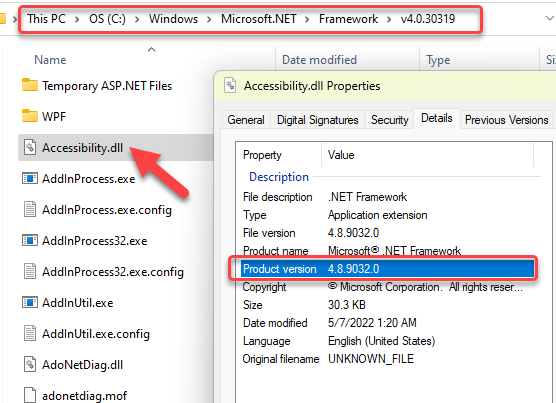 This PC > OS (C:) > Windows > Microsoft.NET > Framework > v4.0.30319
Name
Date modified
Type
Siz
Temporary ASP.NET Files
WPF
Accessibility.dll
AddInProcess.exe
AddInProcess.exe.config
AddInProcess32.exe
AddInProcess32.exe.config
AddInUtil.exe
AddInUtil.exe.config
AdoNetDiag.dll
adonetdiag.mof
Accessibility.dll Properties
General Digital Signatures Security Details Previous Versions
Property Value
Description
File description .NET Framework
Type Application extension
File version 4.8.9032.0
Product name Microsoft® .NET Framework
Product version 4.8.9032.0
Copyright © Microsoft Corporation. All rights reser...
Size 30.3 KB
Date modified 5/7/2022 1:20 AM
Language English (United States)
Original filename UNKNOWN_FILE